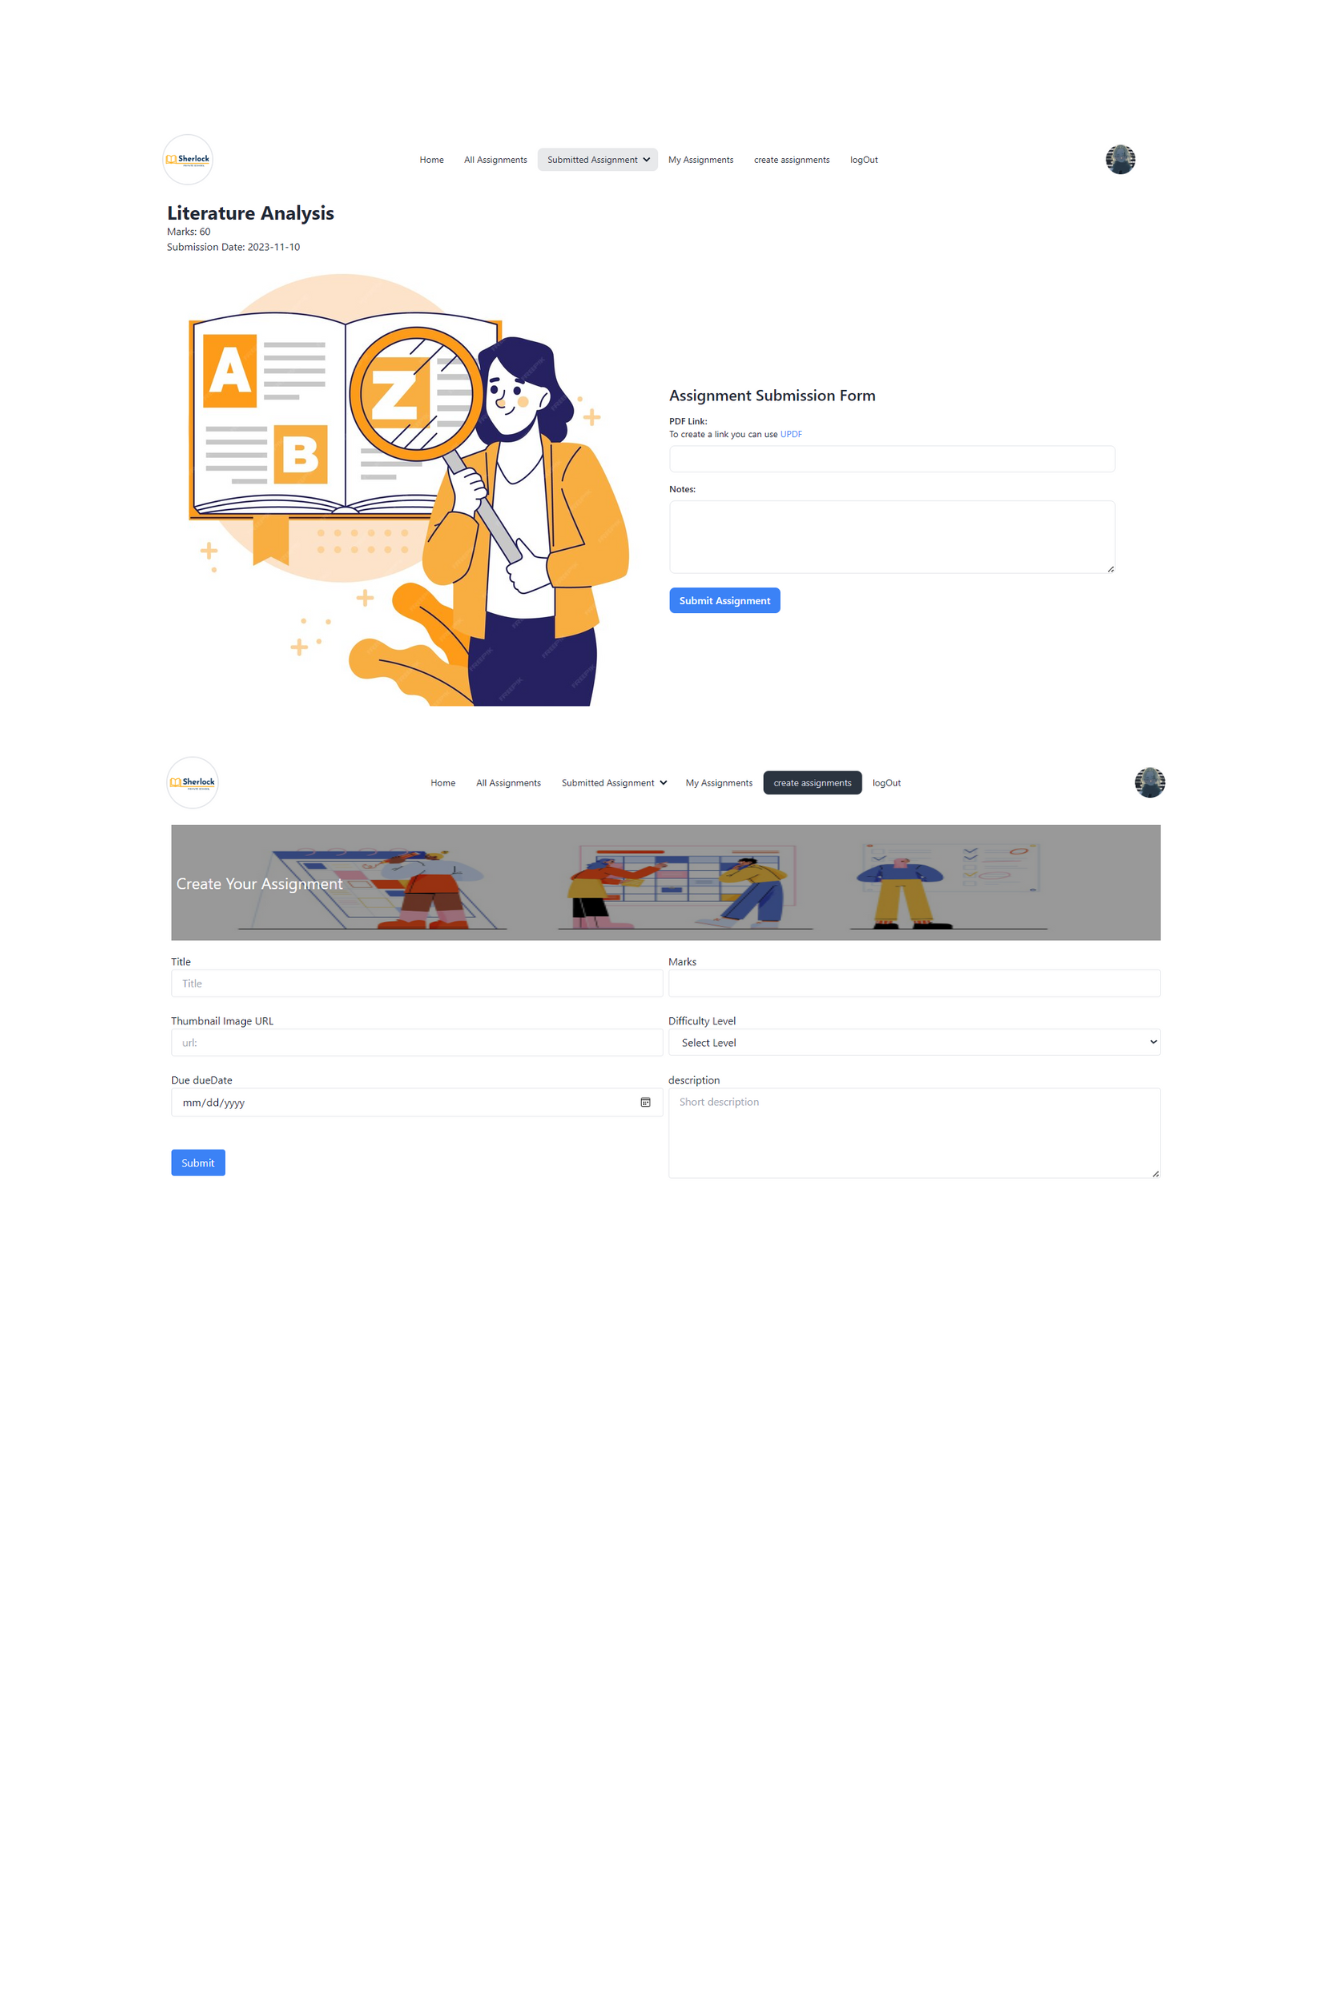 Sherlock
Home All Assignments Submitted Assignment My Assignments create assignments logOut
Literature Analysis
Marks: 60
Submission Date: 2023-11-10
A
Z
B
Assignment Submission Form
PDF Link:
To create a link you can use UPDF
Notes:
Submit Assignment
Sherlock
Home All Assignments Submitted Assignment My Assignments create assignments logOut
Create Your Assignment
Title Marks
Title
Thumbnail Image URL Difficulty Level
url: Select Level
Due dueDate description
mm/dd/yyyy Short description
Submit